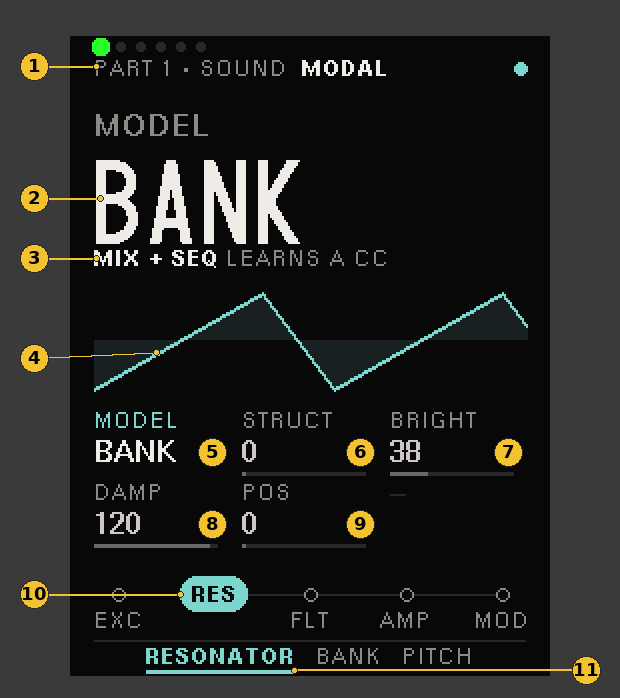 1 PART 1 · SOUND MODAL
MODEL
2 BANK
3 MIX + SEQ LEARNS A CC
4
MODEL STRUCT BRIGHT
BANK 5 0 6 38 7
DAMP POS —
120 8 0 9
10 RES
EXC FLT AMP MOD
RESONATOR BANK PITCH
11